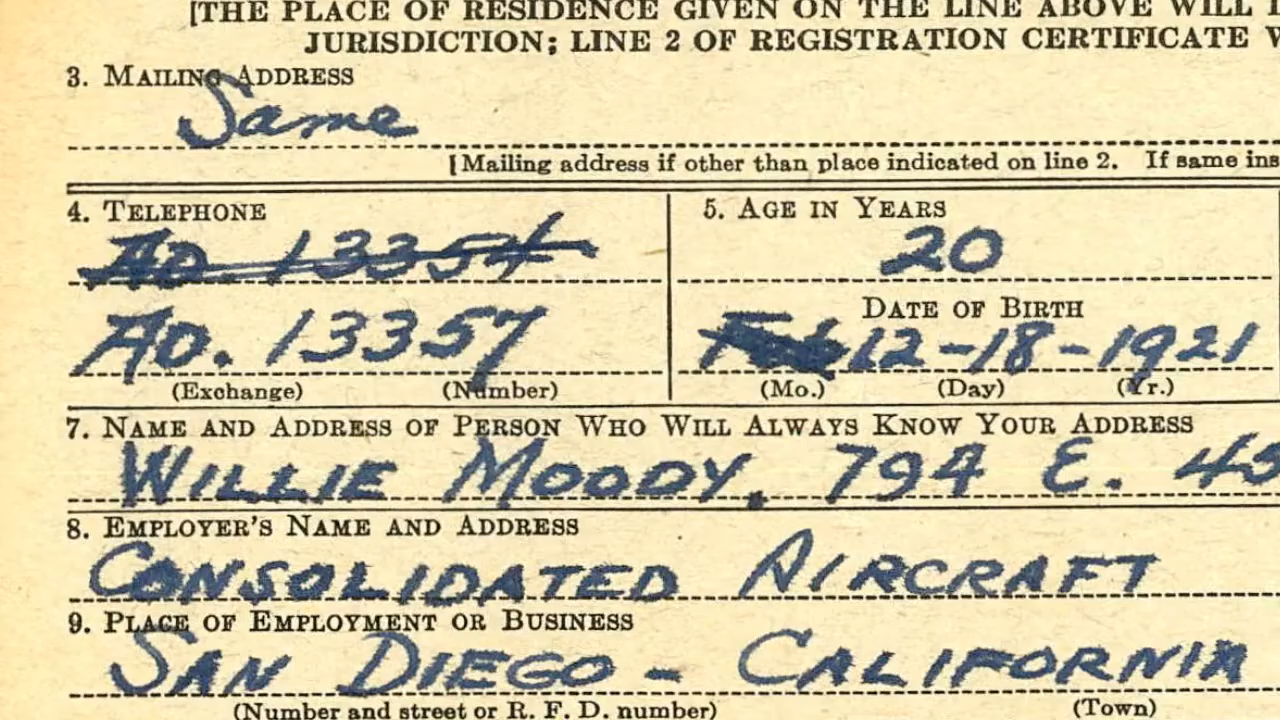 [THE PLACE OF RESIDENCE GIVEN ON THE LINE ABOVE WILL
JURISDICTION; LINE 2 OF REGISTRATION CERTIFICATE
3. MAILING ADDRESS
Same
[Mailing address if other than place indicated on line 2. If same ins
4. TELEPHONE
AD. 13354
AD. 13357
(Exchange) (Number)
5. AGE IN YEARS
20
DATE OF BIRTH
Feb 12-18-1921
(Mo.) (Day) (Yr.)
7. NAME AND ADDRESS OF PERSON WHO WILL ALWAYS KNOW YOUR ADDRESS
WILLIE MOODY, 794 E. 45
8. EMPLOYER'S NAME AND ADDRESS
CONSOLIDATED AIRCRAFT
9. PLACE OF EMPLOYMENT OR BUSINESS
SAN DIEGO - CALIFORNIA
(Number and street or R. F. D. number) (Town)